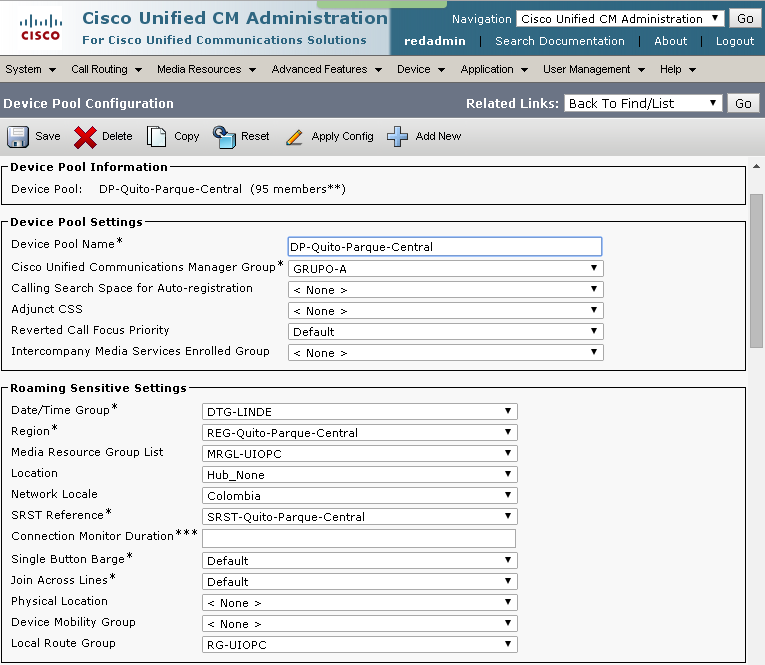 Cisco Unified CM Administration
For Cisco Unified Communications Solutions
CISCO
Navigation Cisco Unified CM Administration Go
redadmin | Search Documentation | About | Logout
System Call Routing Media Resources Advanced Features Device Application User Management Help
Device Pool Configuration
Related Links: Back To Find/List Go
Save Delete Copy Reset Apply Config Add New
Device Pool Information
Device Pool: DP-Quito-Parque-Central (95 members**)
Device Pool Settings
Device Pool Name* DP-Quito-Parque-Central
Cisco Unified Communications Manager Group* GRUPO-A
Calling Search Space for Auto-registration < None >
Adjunct CSS < None >
Reverted Call Focus Priority Default
Intercompany Media Services Enrolled Group < None >
Roaming Sensitive Settings
Date/Time Group* DTG-LINDE
Region* REG-Quito-Parque-Central
Media Resource Group List MRGL-UIOPC
Location Hub_None
Network Locale Colombia
SRST Reference* SRST-Quito-Parque-Central
Connection Monitor Duration***
Single Button Barge* Default
Join Across Lines* Default
Physical Location < None >
Device Mobility Group < None >
Local Route Group RG-UIOPC